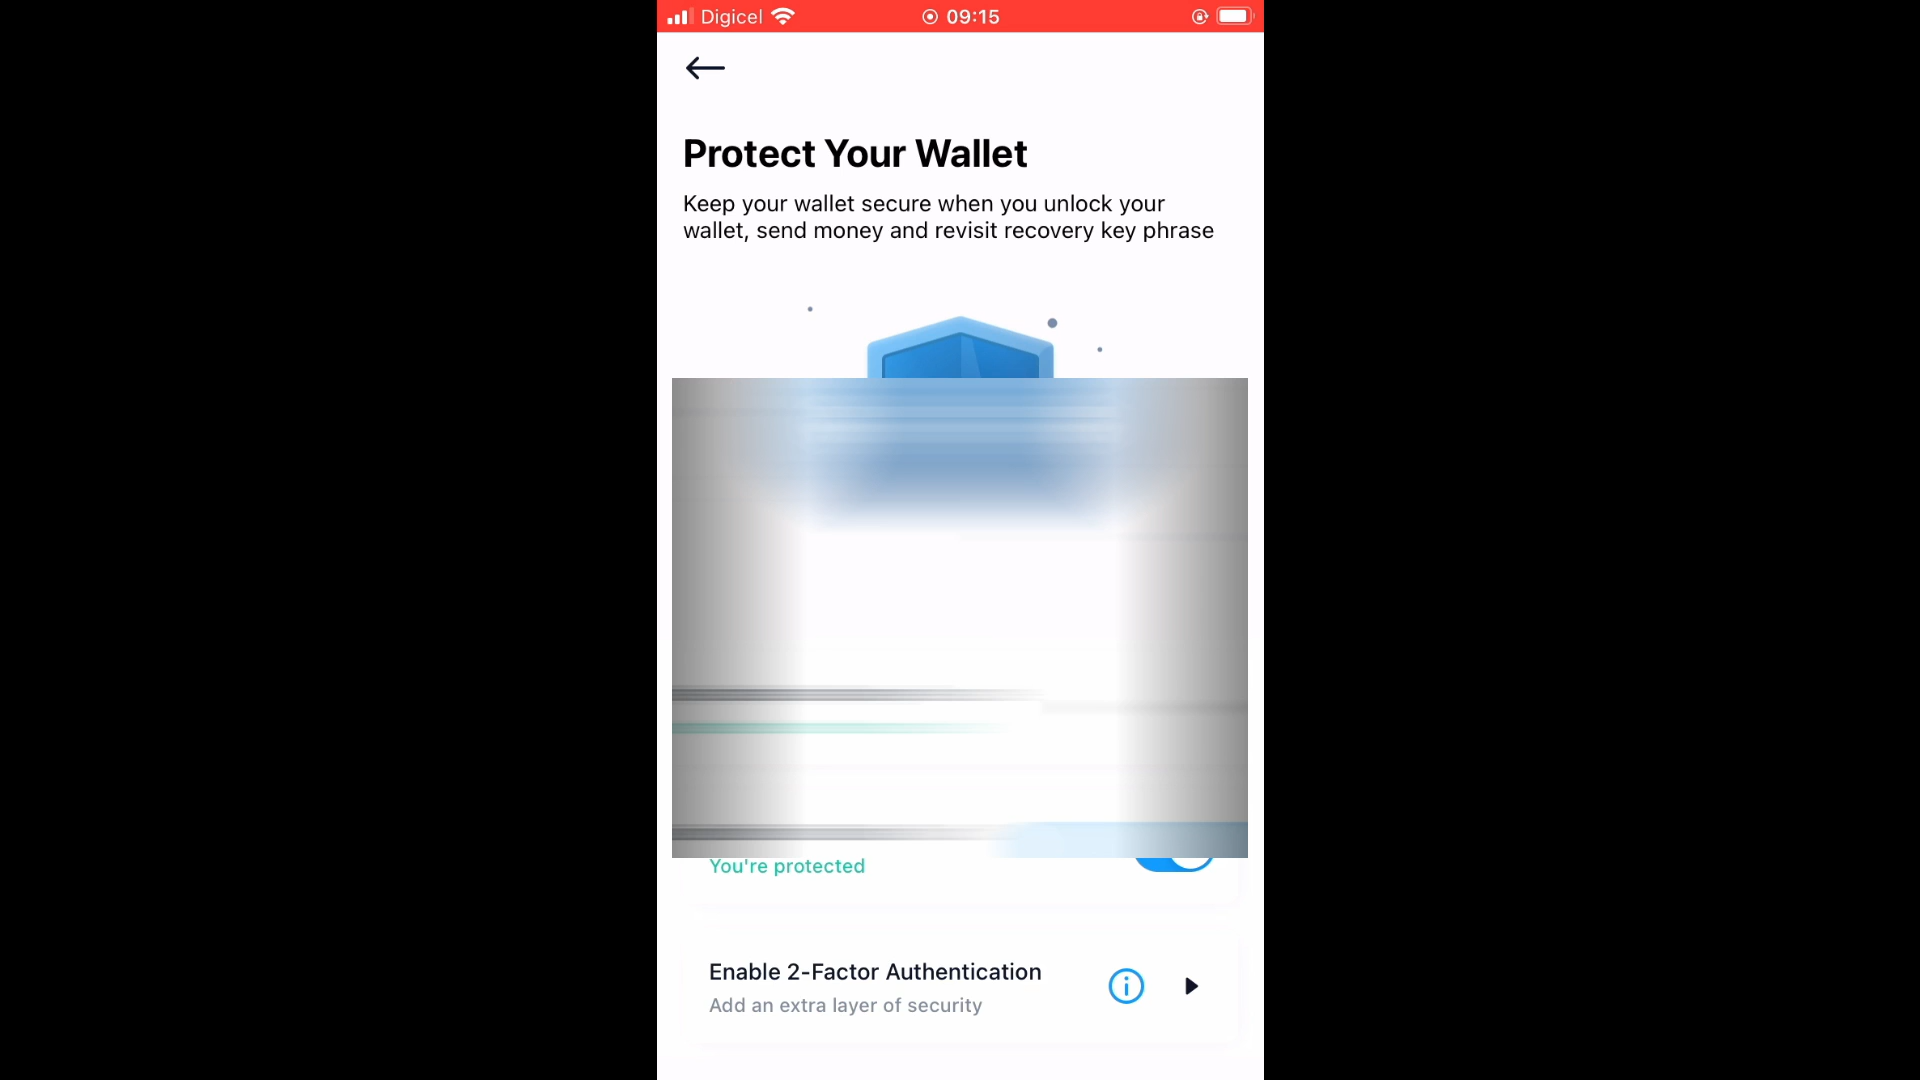 Digicel 09:15
Protect Your Wallet
Keep your wallet secure when you unlock your
wallet, send money and revisit recovery key phrase
You're protected
Enable 2-Factor Authentication
Add an extra layer of security